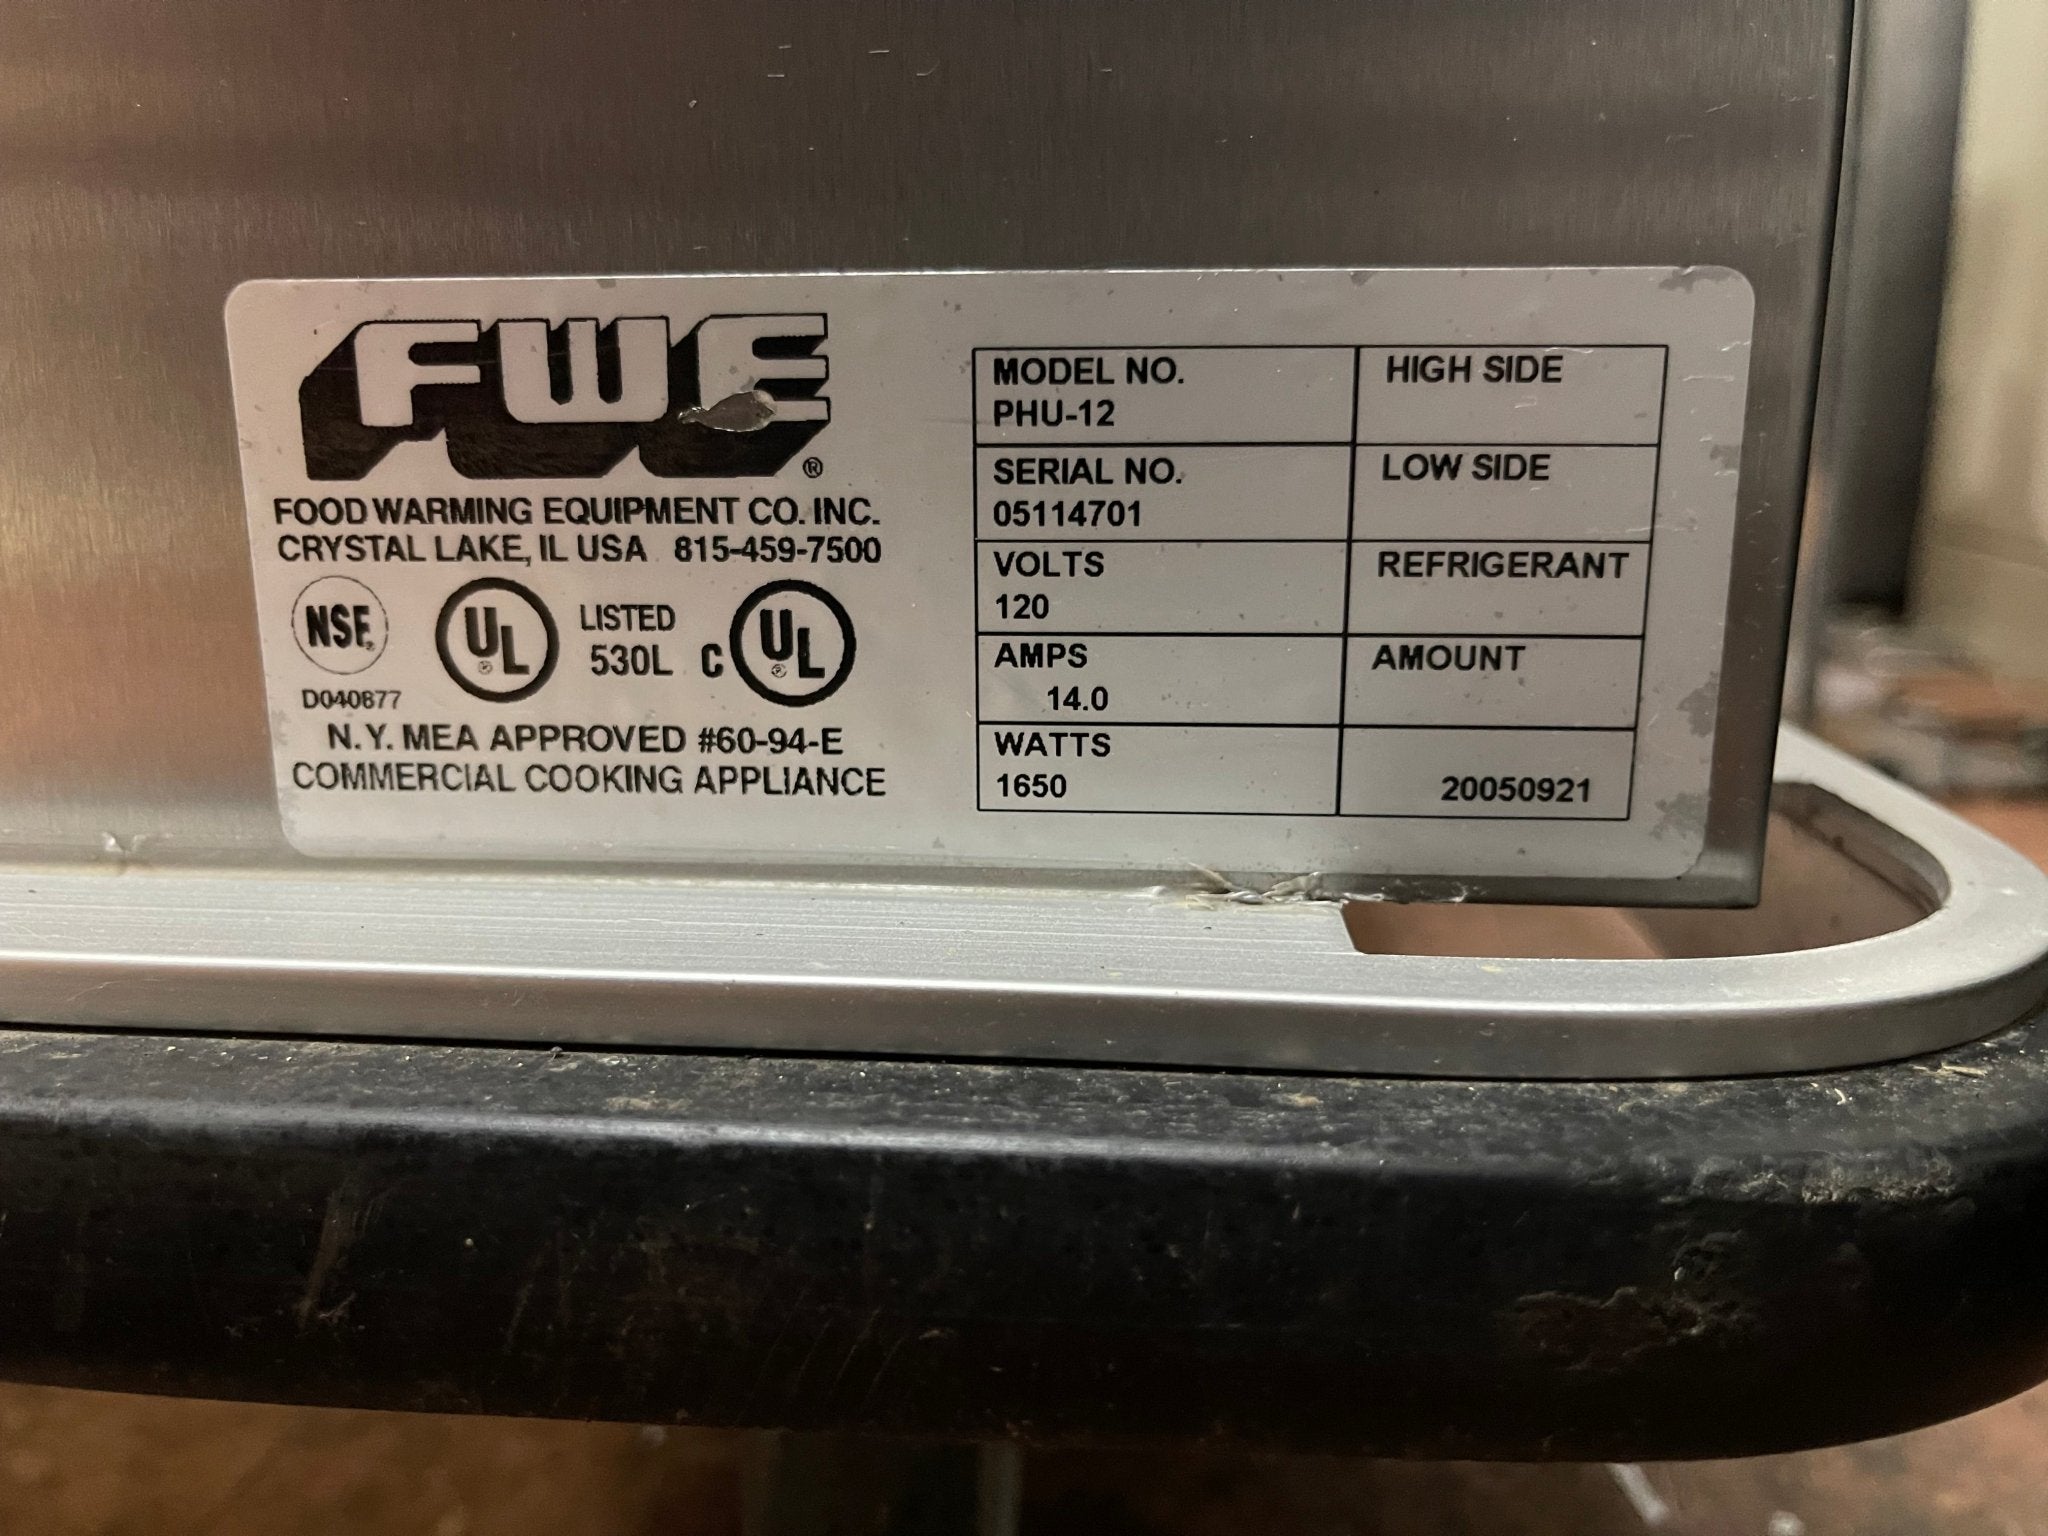 FWE®
FOOD WARMING EQUIPMENT CO. INC.
CRYSTAL LAKE, IL USA 815-459-7500
NSF®
UL®
LISTED
530L
C UL®
D040677
N.Y. MEA APPROVED #60-94-E
COMMERCIAL COOKING APPLIANCE
MODEL NO.
PHU-12
HIGH SIDE
SERIAL NO.
05114701
LOW SIDE
VOLTS
120
REFRIGERANT
AMPS
14.0
AMOUNT
WATTS
1650
20050921